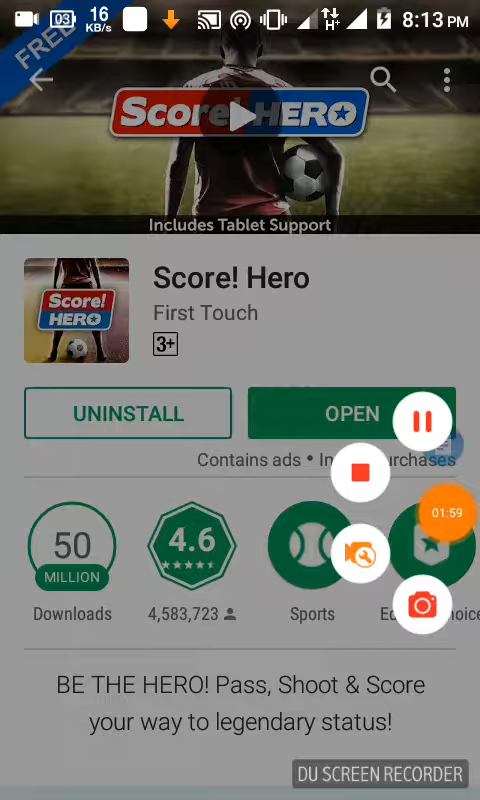 03
16
KB/s
H+
8:13 PM
FREE
Score! HERO
Includes Tablet Support
Score!
HERO
Score! Hero
First Touch
3+
UNINSTALL
OPEN
Contains ads • In
rchases
50
MILLION
4.6
01:59
Downloads
4,583,723
Sports
BE THE HERO! Pass, Shoot & Score
your way to legendary status!
DU SCREEN RECORDER